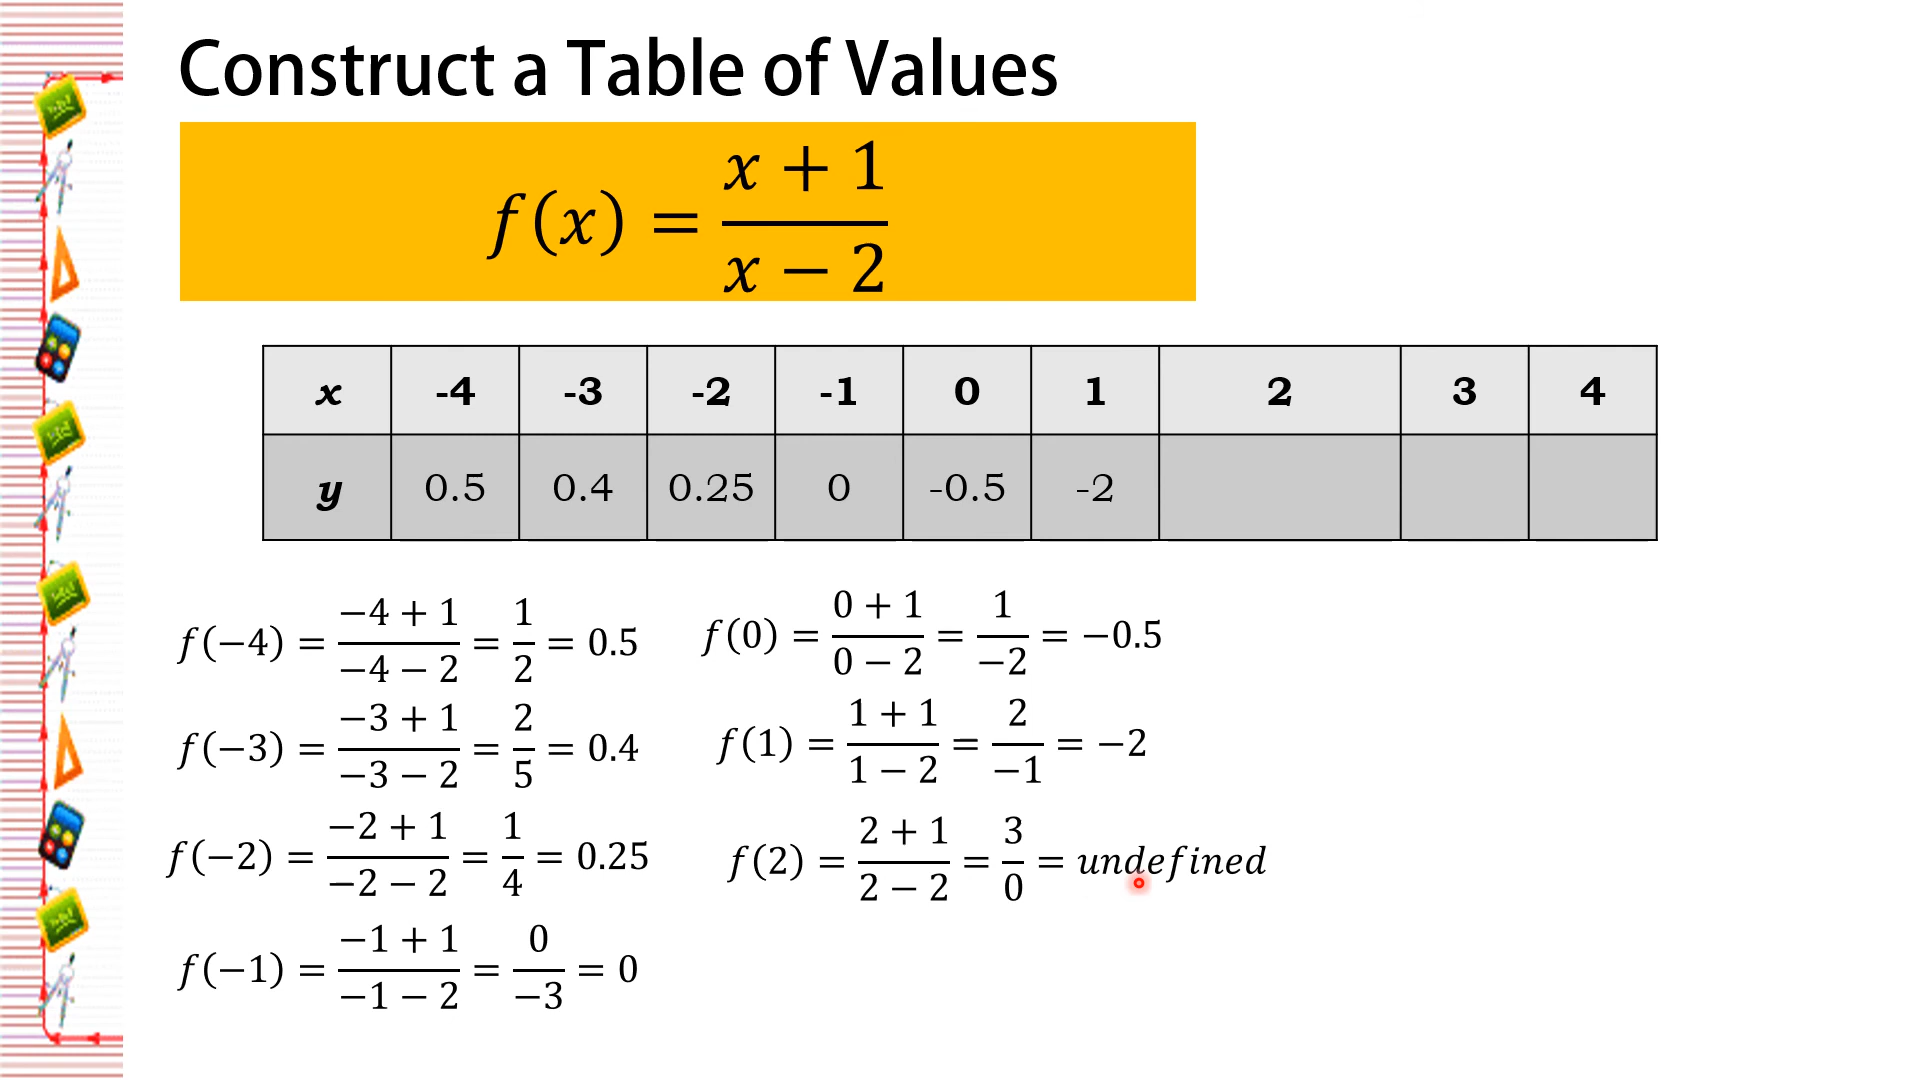 Construct a Table of Values
f(x) = (x + 1)/(x − 2)
x -4 -3 -2 -1 0 1 2 3 4
y 0.5 0.4 0.25 0 -0.5 -2
f(−4) = (−4 + 1)/(−4 − 2) = 1/2 = 0.5
f(−3) = (−3 + 1)/(−3 − 2) = 2/5 = 0.4
f(−2) = (−2 + 1)/(−2 − 2) = 1/4 = 0.25
f(−1) = (−1 + 1)/(−1 − 2) = 0/−3 = 0
f(0) = (0 + 1)/(0 − 2) = 1/−2 = −0.5
f(1) = (1 + 1)/(1 − 2) = 2/−1 = −2
f(2) = (2 + 1)/(2 − 2) = 3/0 = undefined